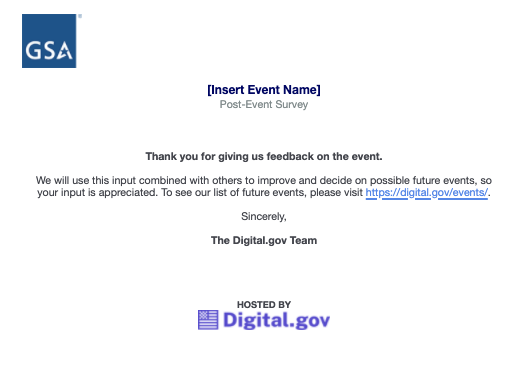 GSA
[Insert Event Name]
Post-Event Survey
Thank you for giving us feedback on the event.
We will use this input combined with others to improve and decide on possible future events, so
your input is appreciated. To see our list of future events, please visit https://digital.gov/events/.
Sincerely,
The Digital.gov Team
HOSTED BY
Digital.gov